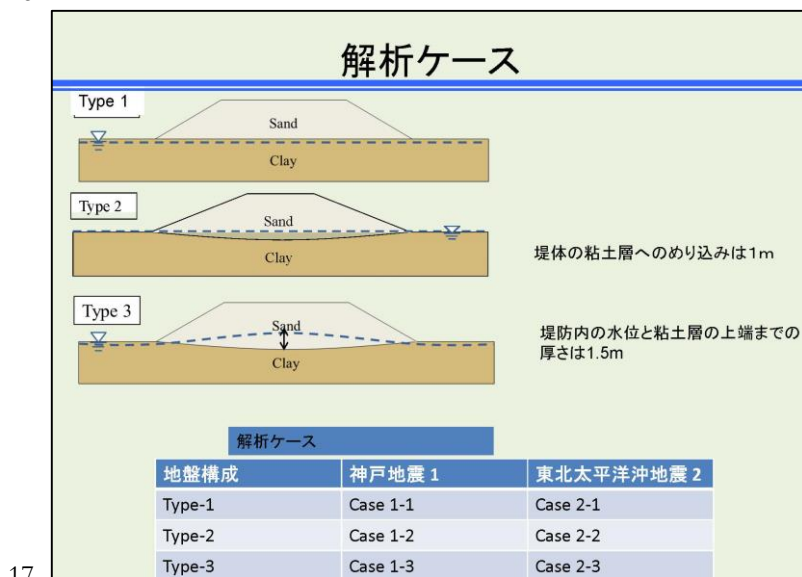 解析ケース
Type 1
Sand
Clay
Type 2
Sand
Clay
堤体の粘土層へのめり込みは1m
Type 3
Sand
Clay
堤防内の水位と粘土層の上端までの
厚さは1.5m
解析ケース
地盤構成 神戸地震 1 東北太平洋沖地震 2
Type-1 Case 1-1 Case 2-1
Type-2 Case 1-2 Case 2-2
Type-3 Case 1-3 Case 2-3
17